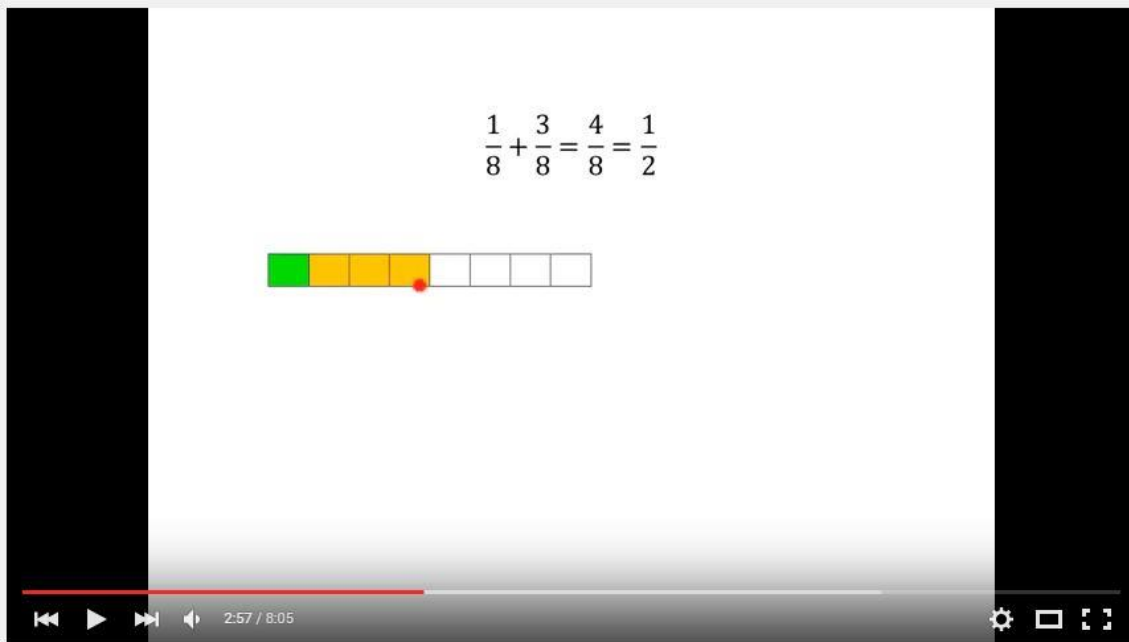 1/8 + 3/8 = 4/8 = 1/2
2:57 / 8:05